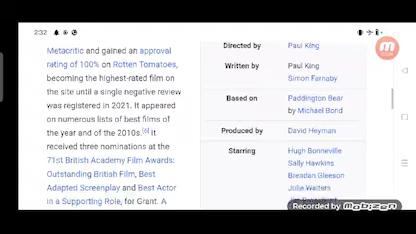 2:32
Metacritic and gained an approval
rating of 100% on Rotten Tomatoes,
becoming the highest-rated film on
the site until a single negative review
was registered in 2021. It appeared
on numerous lists of best films of
the year and of the 2010s.[6] It
received three nominations at the
71st British Academy Film Awards:
Outstanding British Film, Best
Adapted Screenplay and Best Actor
in a Supporting Role, for Grant. A
Directed by Paul King
Written by Paul King
Simon Farnaby
Based on Paddington Bear
by Michael Bond
Produced by David Heyman
Starring Hugh Bonneville
Sally Hawkins
Brendan Gleeson
Julie Walters
Recorded by Mobizen